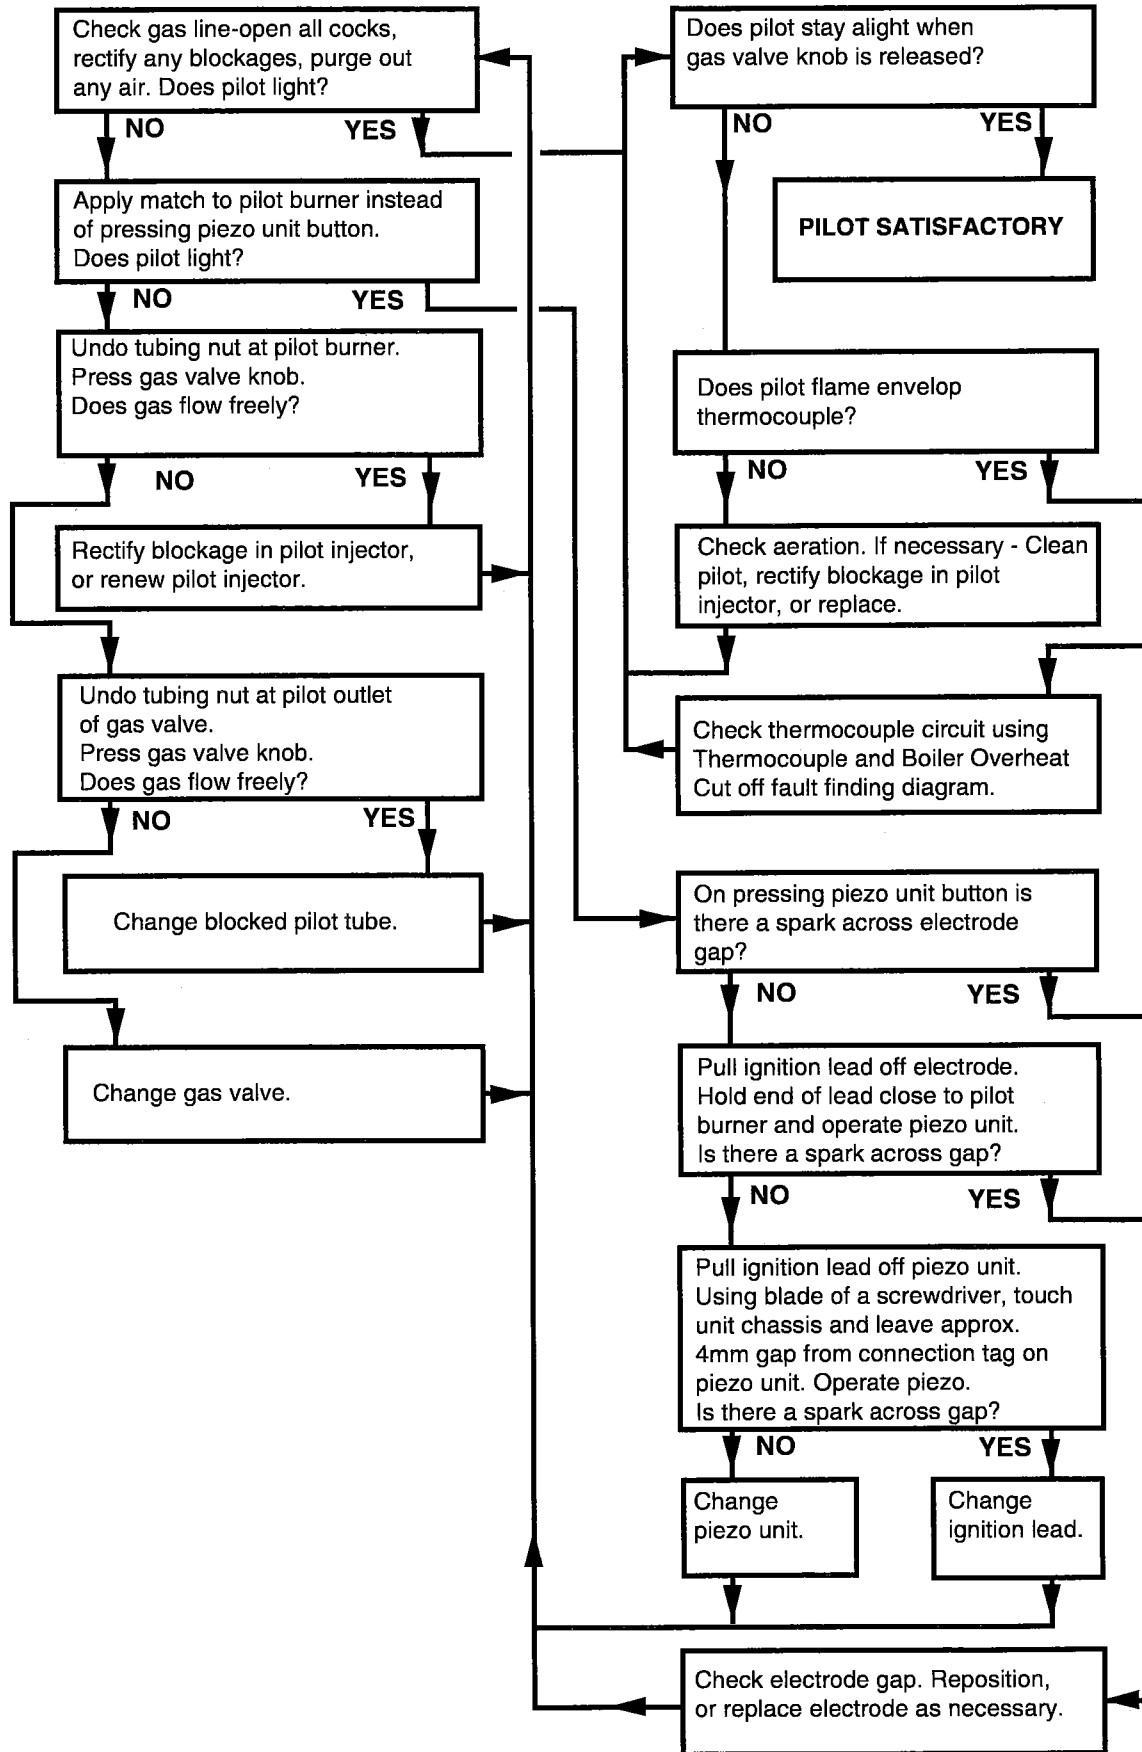 Check gas line-open all cocks,
rectify any blockages, purge out
any air. Does pilot light?
NO
YES
Apply match to pilot burner instead
of pressing piezo unit button.
Does pilot light?
NO
YES
Undo tubing nut at pilot burner.
Press gas valve knob.
Does gas flow freely?
NO
YES
Rectify blockage in pilot injector,
or renew pilot injector.
Undo tubing nut at pilot outlet
of gas valve.
Press gas valve knob.
Does gas flow freely?
NO
YES
Change blocked pilot tube.
Change gas valve.
Does pilot stay alight when
gas valve knob is released?
NO
YES
PILOT SATISFACTORY
Does pilot flame envelop
thermocouple?
NO
YES
Check aeration. If necessary - Clean
pilot, rectify blockage in pilot
injector, or replace.
Check thermocouple circuit using
Thermocouple and Boiler Overheat
Cut off fault finding diagram.
On pressing piezo unit button is
there a spark across electrode
gap?
NO
YES
Pull ignition lead off electrode.
Hold end of lead close to pilot
burner and operate piezo unit.
Is there a spark across gap?
NO
YES
Pull ignition lead off piezo unit.
Using blade of a screwdriver, touch
unit chassis and leave approx.
4mm gap from connection tag on
piezo unit. Operate piezo.
Is there a spark across gap?
NO
YES
Change
piezo unit.
Change
ignition lead.
Check electrode gap. Reposition,
or replace electrode as necessary.